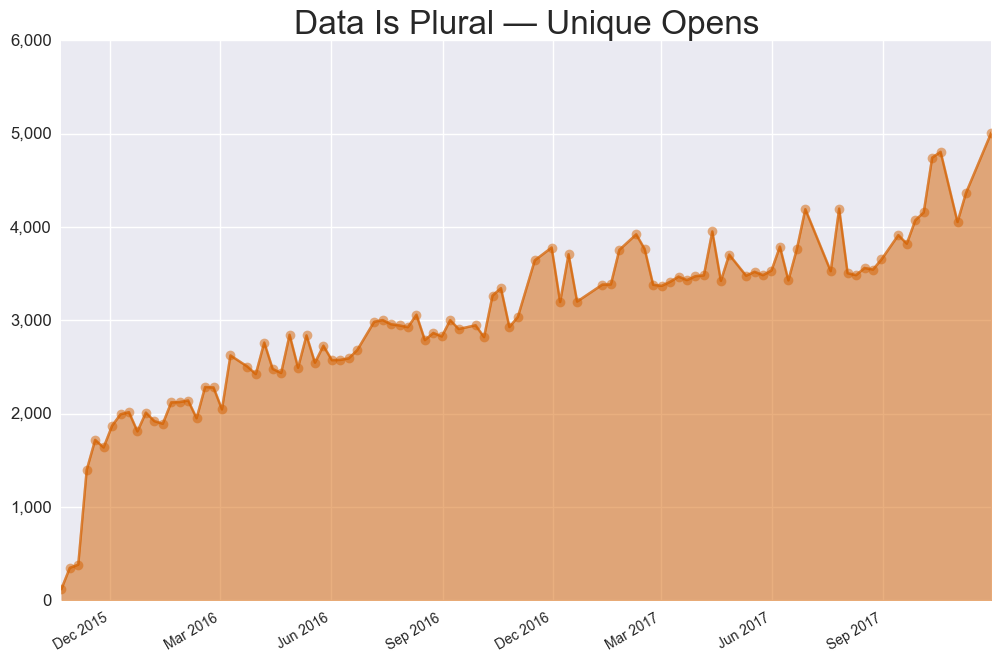 Data Is Plural — Unique Opens
6,000
5,000
4,000
3,000
2,000
1,000
0
Dec 2015
Mar 2016
Jun 2016
Sep 2016
Dec 2016
Mar 2017
Jun 2017
Sep 2017